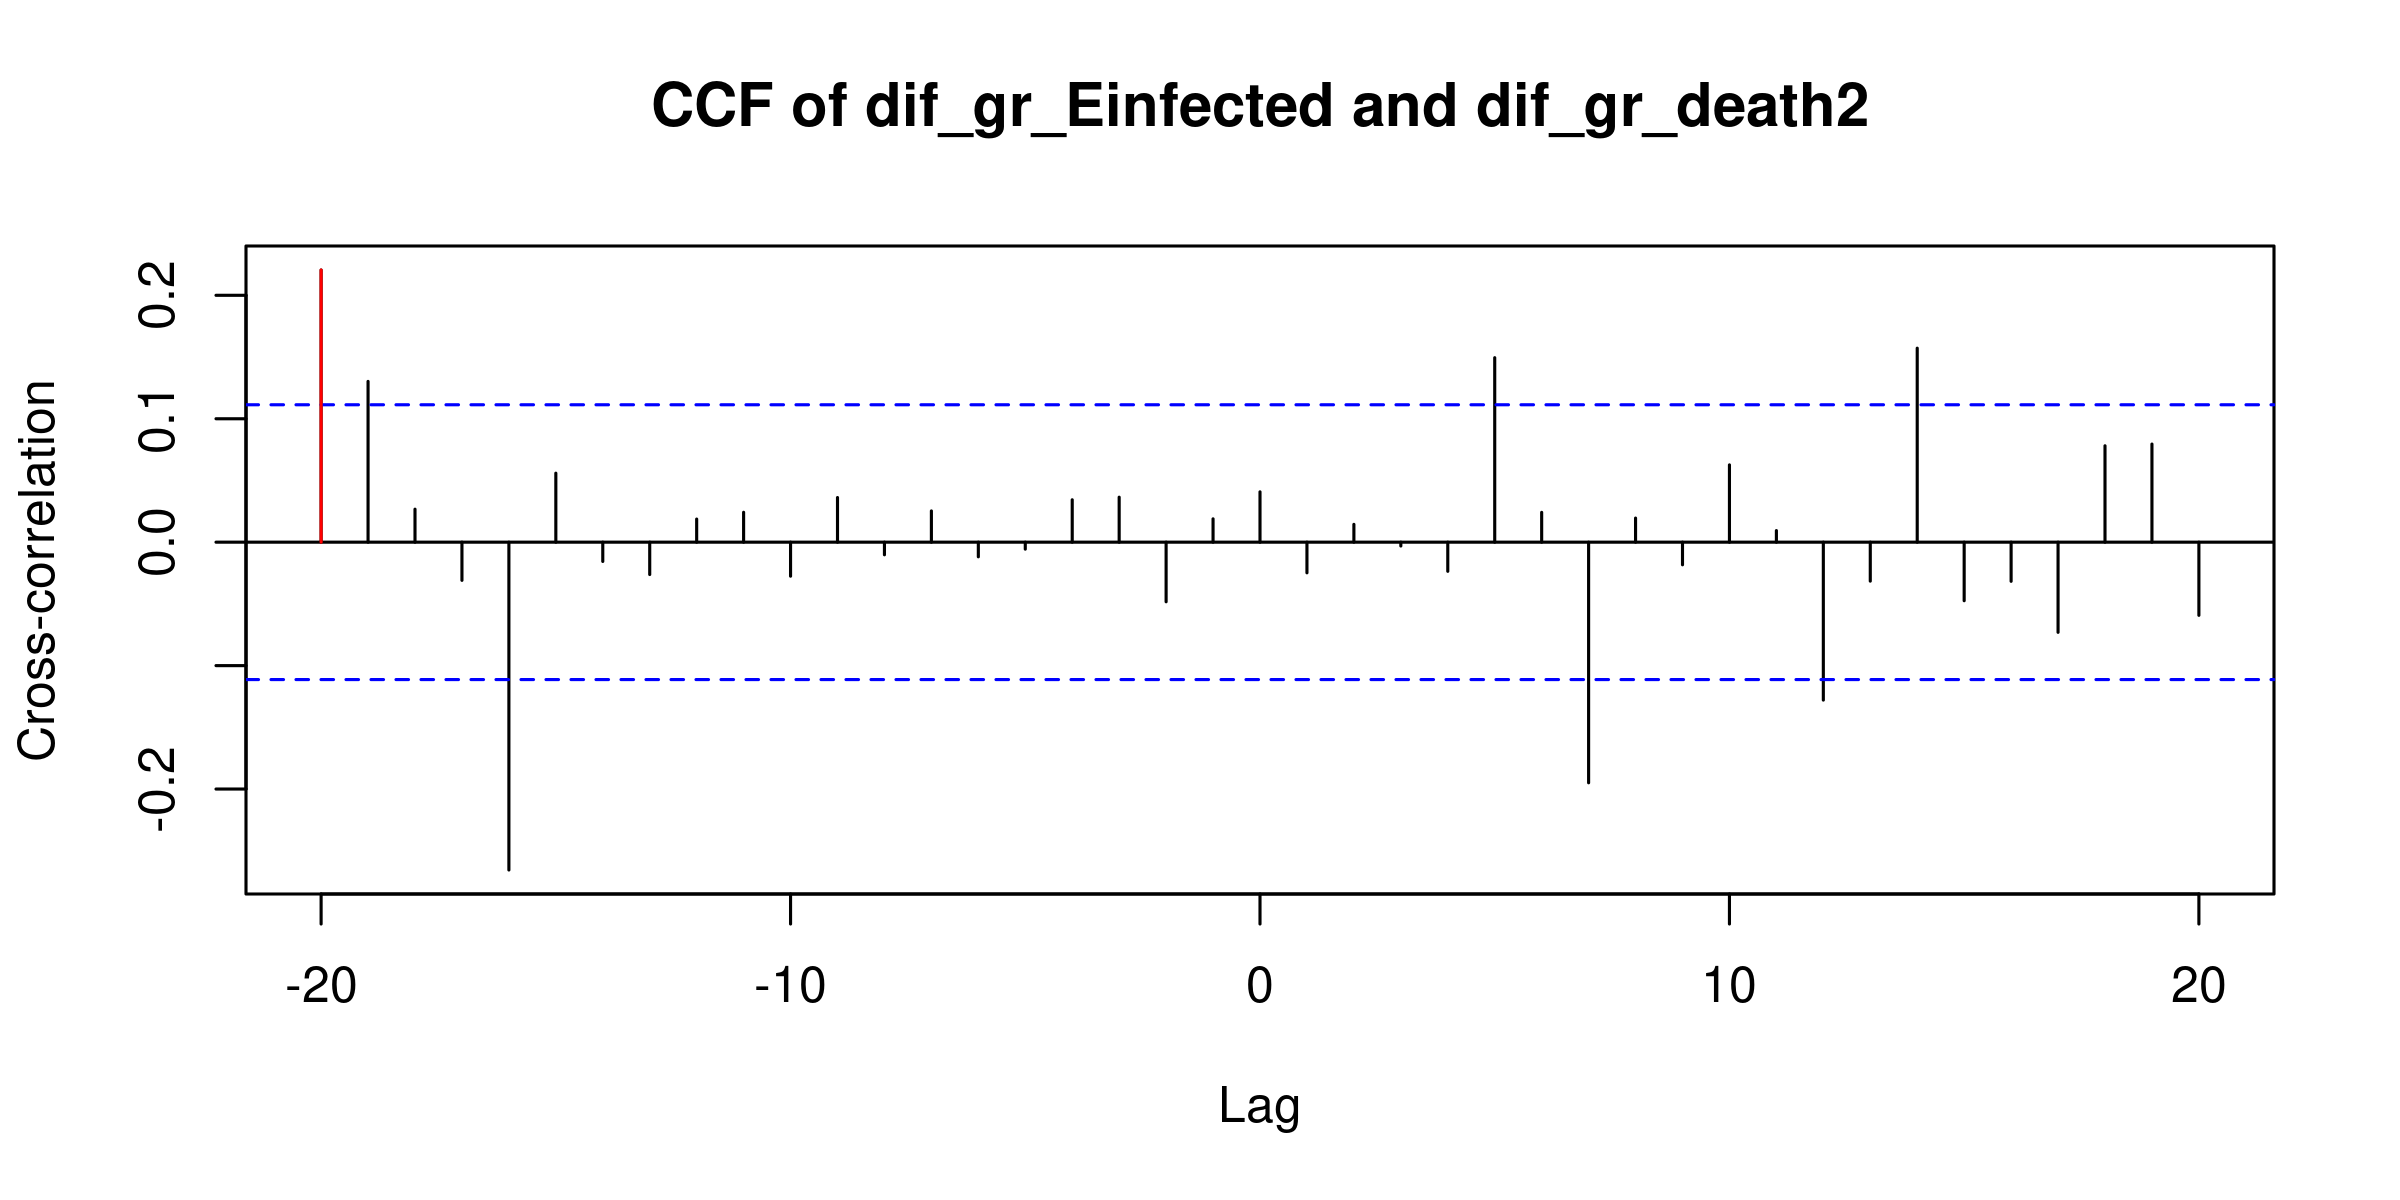 CCF of dif_gr_Einfected and dif_gr_death2
Cross-correlation
0.2
0.1
0.0
-0.2
-20 -10 0 10 20
Lag